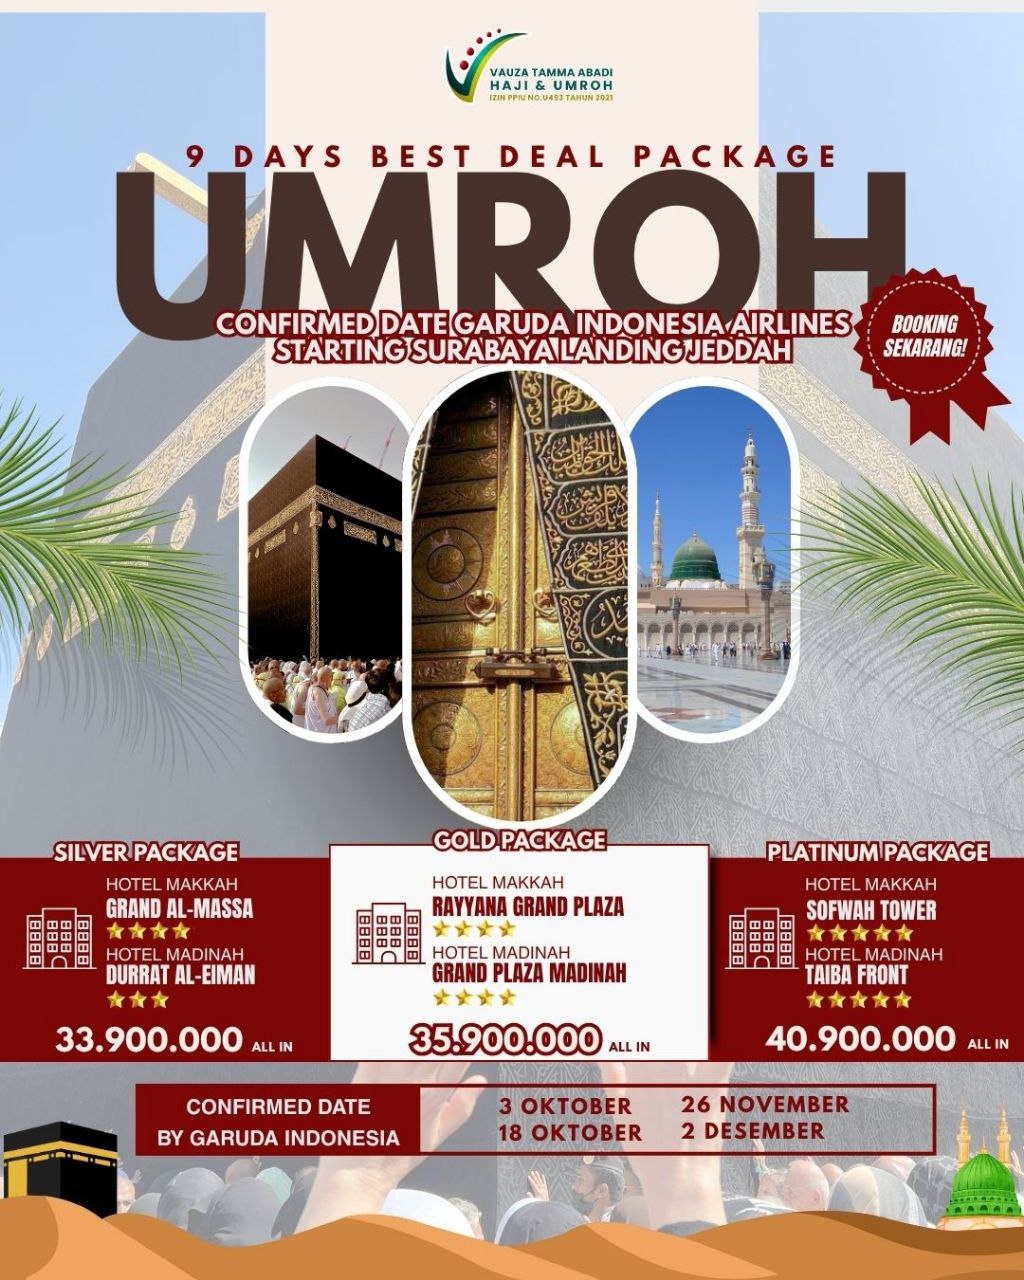 VAUZA TAMMA ABADI
HAJI & UMROH
IZIN PPIU NO.U493 TAHUN 2021
9 DAYS BEST DEAL PACKAGE
UMROH
CONFIRMED DATE GARUDA INDONESIA AIRLINES
STARTING SURABAYA LANDING JEDDAH
BOOKING
SEKARANG!
SILVER PACKAGE
HOTEL MAKKAH
GRAND AL-MASSA
HOTEL MADINAH
DURRAT AL-EIMAN
33.900.000 ALL IN
GOLD PACKAGE
HOTEL MAKKAH
RAYYANA GRAND PLAZA
HOTEL MADINAH
GRAND PLAZA MADINAH
35.900.000 ALL IN
PLATINUM PACKAGE
HOTEL MAKKAH
SOFWAH TOWER
HOTEL MADINAH
TAIBA FRONT
40.900.000 ALL IN
CONFIRMED DATE
BY GARUDA INDONESIA
3 OKTOBER
18 OKTOBER
26 NOVEMBER
2 DESEMBER